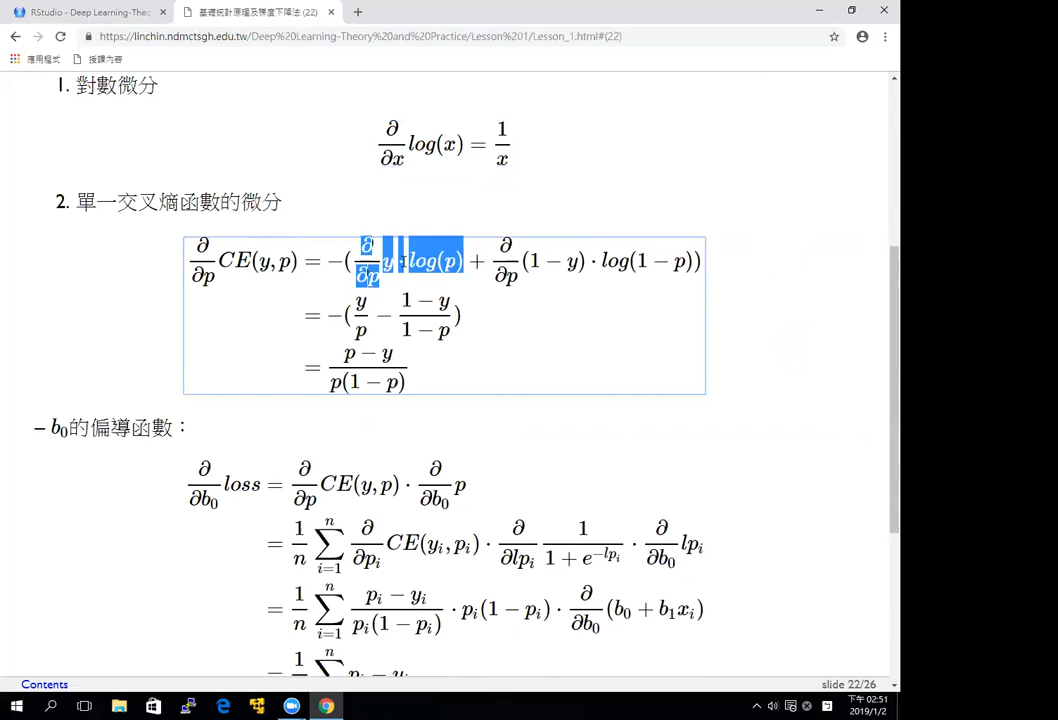 RStudio - Deep Learning-Theo
基礎統計原理及梯度下降法 (22)
https://linchin.ndmctsgh.edu.tw/Deep%20Learning-Theory%20and%20Practice/Lesson%201/Lesson_1.html#(22)
應用程式 授課內容
1. 對數微分
∂/∂x log(x) = 1/x
2. 單一交叉熵函數的微分
∂/∂p CE(y, p) = −(∂/∂p y · log(p) + ∂/∂p (1 − y) · log(1 − p))
= −(y/p − (1 − y)/(1 − p))
= (p − y)/(p(1 − p))
– b₀的偏導函數：
∂/∂b₀ loss = ∂/∂p CE(y, p) · ∂/∂b₀ p
= 1/n ∑ⁿᵢ₌₁ ∂/∂pᵢ CE(yᵢ, pᵢ) · ∂/∂lpᵢ 1/(1 + e^(−lpᵢ)) · ∂/∂b₀ lpᵢ
= 1/n ∑ⁿᵢ₌₁ (pᵢ − yᵢ)/(pᵢ(1 − pᵢ)) · pᵢ(1 − pᵢ) · ∂/∂b₀ (b₀ + b₁xᵢ)
Contents
slide 22/26
下午 02:51
2019/1/2